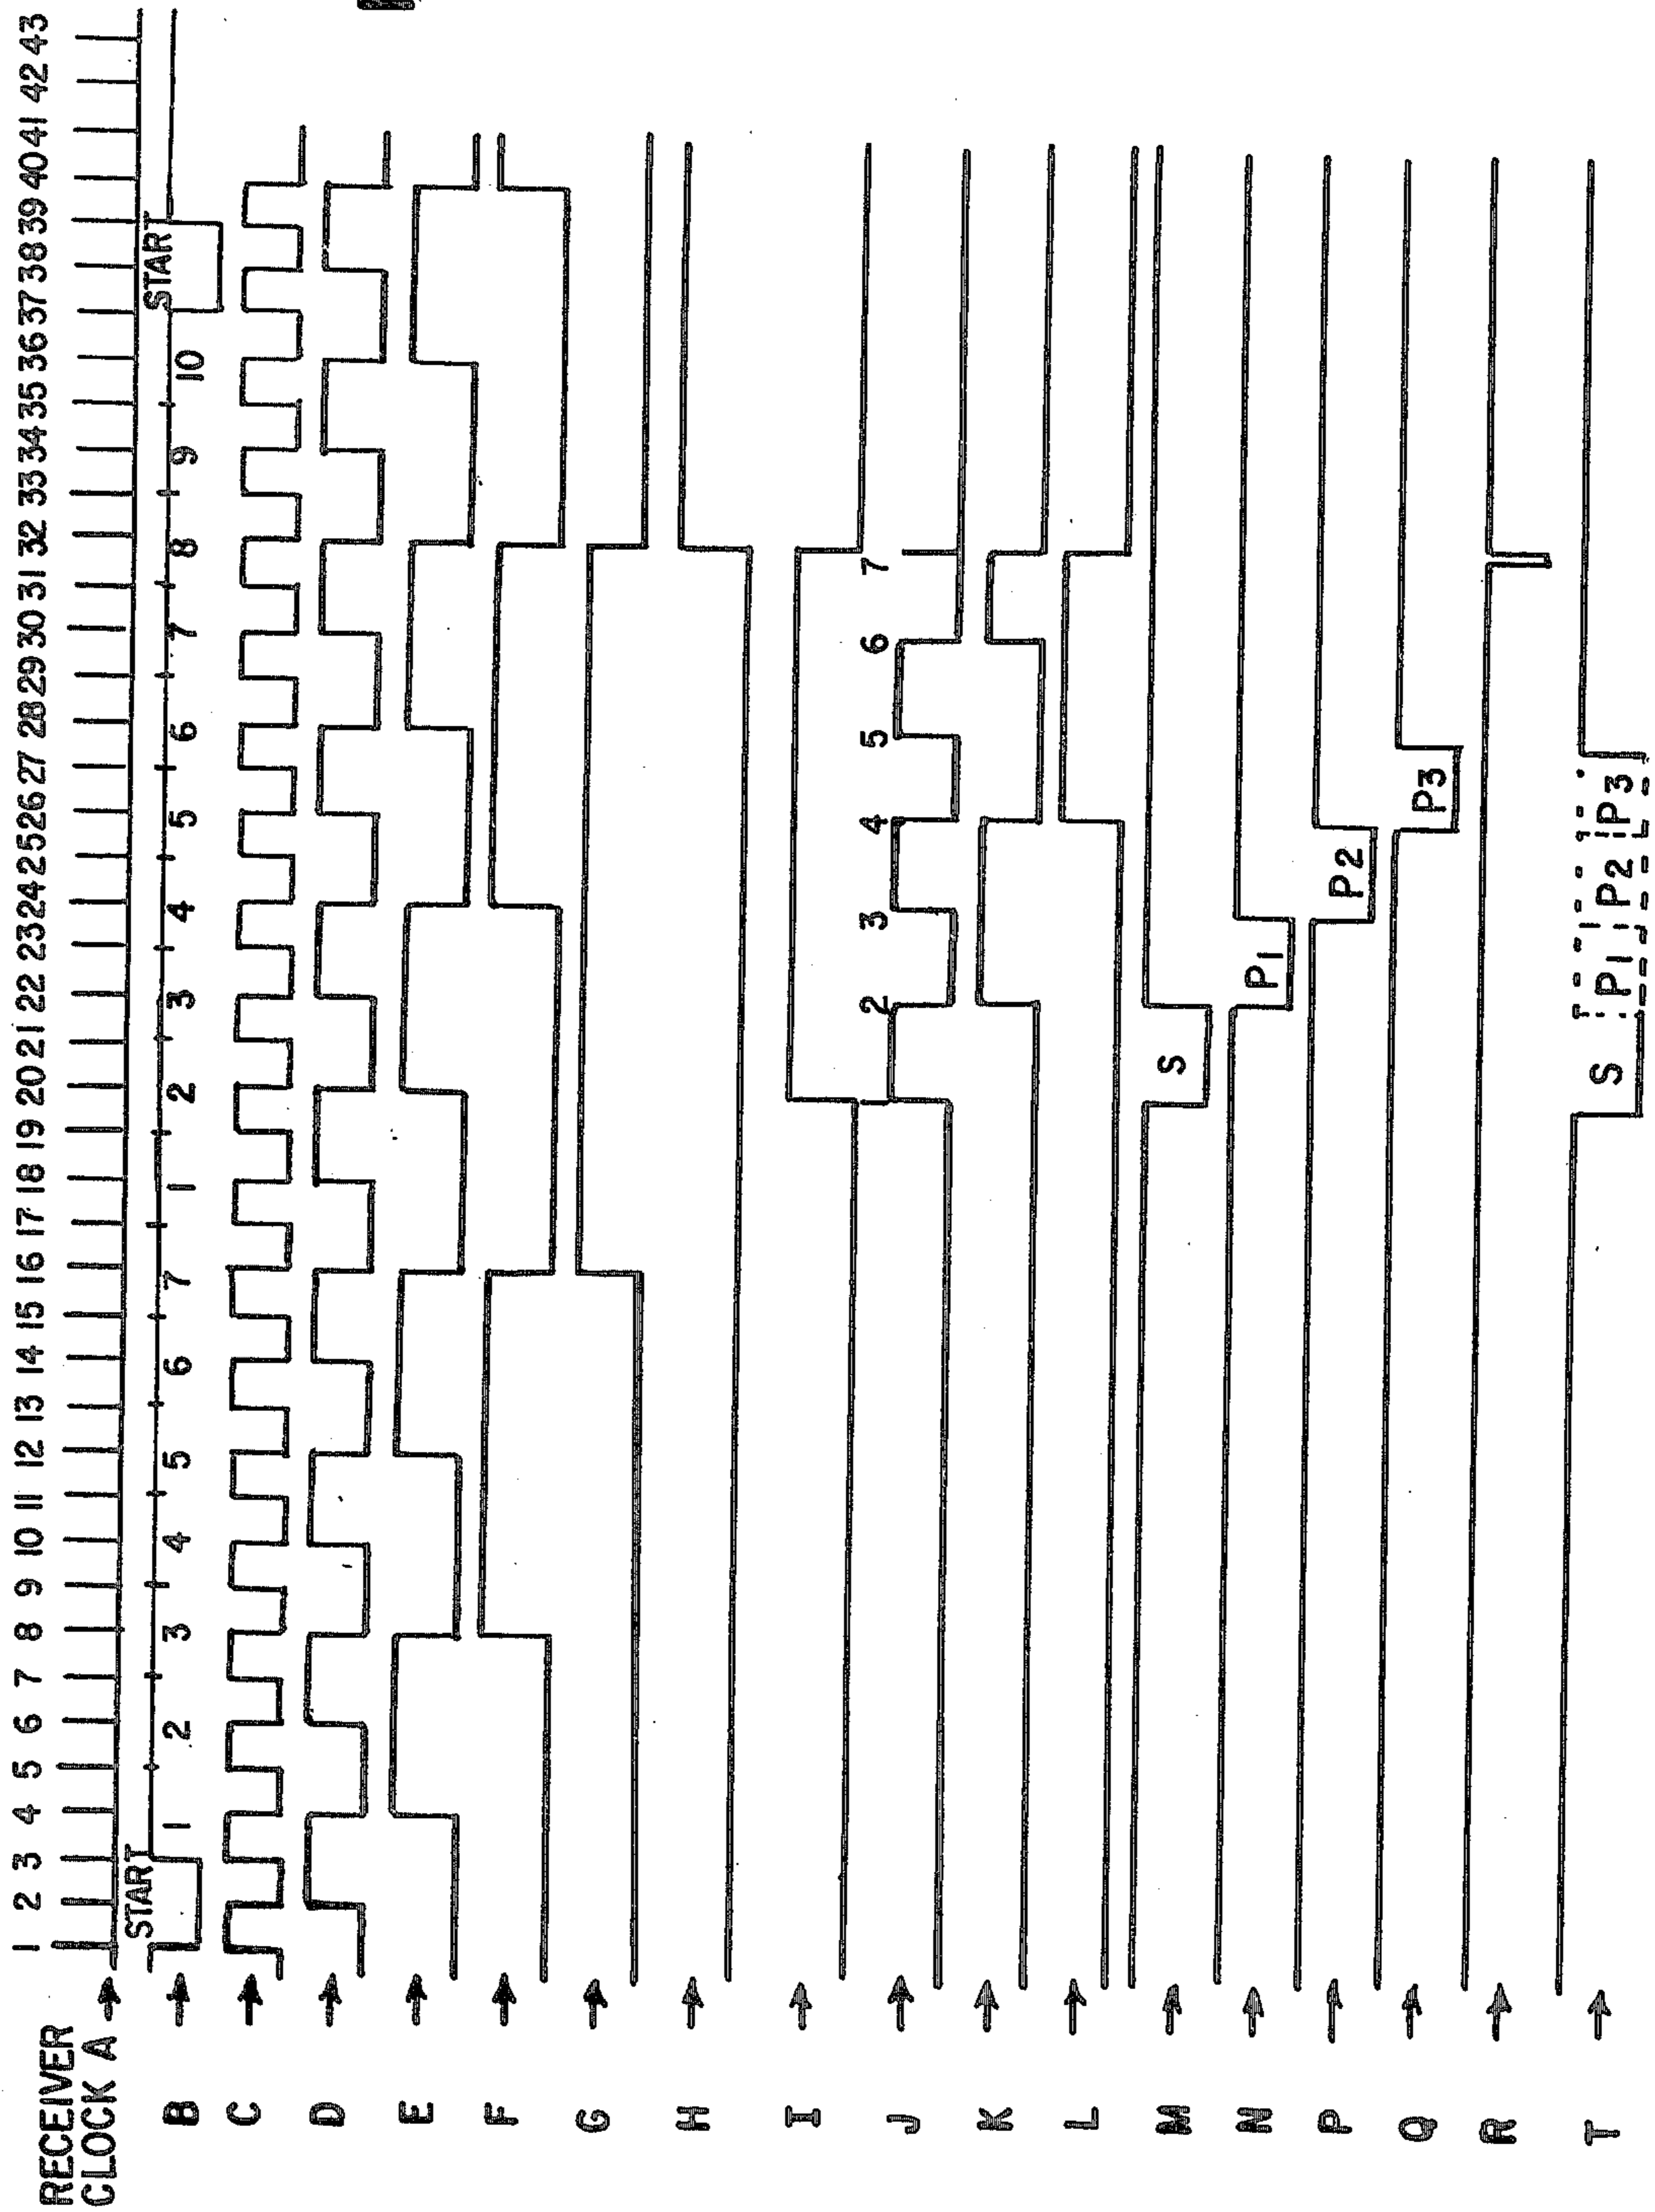 1 2 3 4 5 6 7 8 9 10 11 12 13 14 15 16 17 18 19 20 21 22 23 24 25 26 27 28 29 30 31 32 33 34 35 36 37 38 39 40 41 42 43
RECEIVER
CLOCK A
START 1 2 3 4 5 6 7 1 2 3 4 5 6 7 8 9 10 START
B
C
D
E
F
G
H
I
2 3 4 5 6 7
J
K
L
M S
N P1
P P2
Q P3
R
T S P1 P2 P3